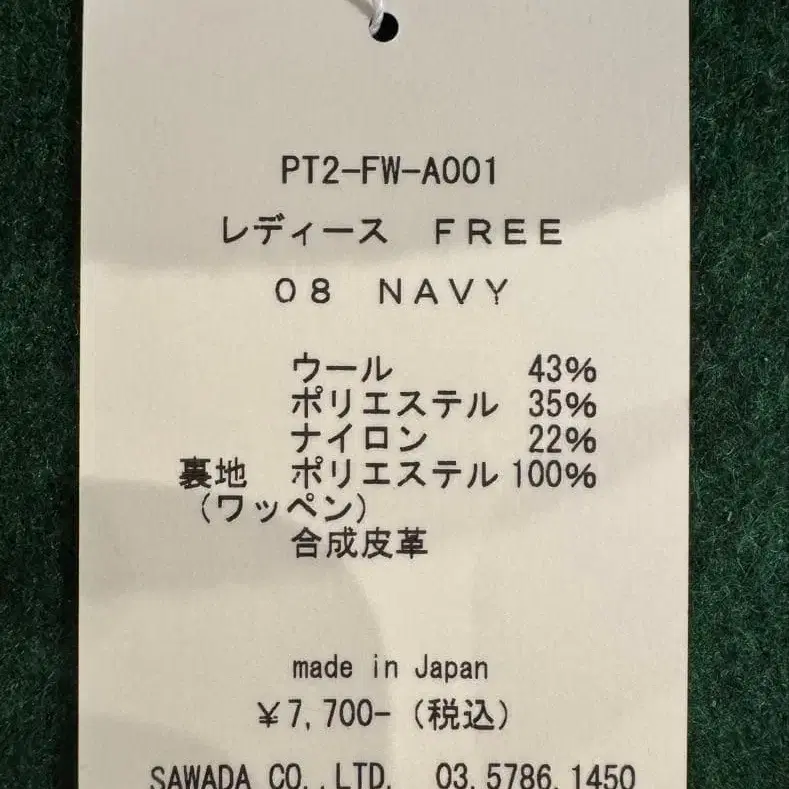 PT2-FW-A001
レディース FREE
08 NAVY
ウール 43%
ポリエステル 35%
ナイロン 22%
裏地 ポリエステル 100%
(ワッペン)
合成皮革
made in Japan
¥7,700-(税込)
SAWADA CO.,LTD. 03.5786.1450